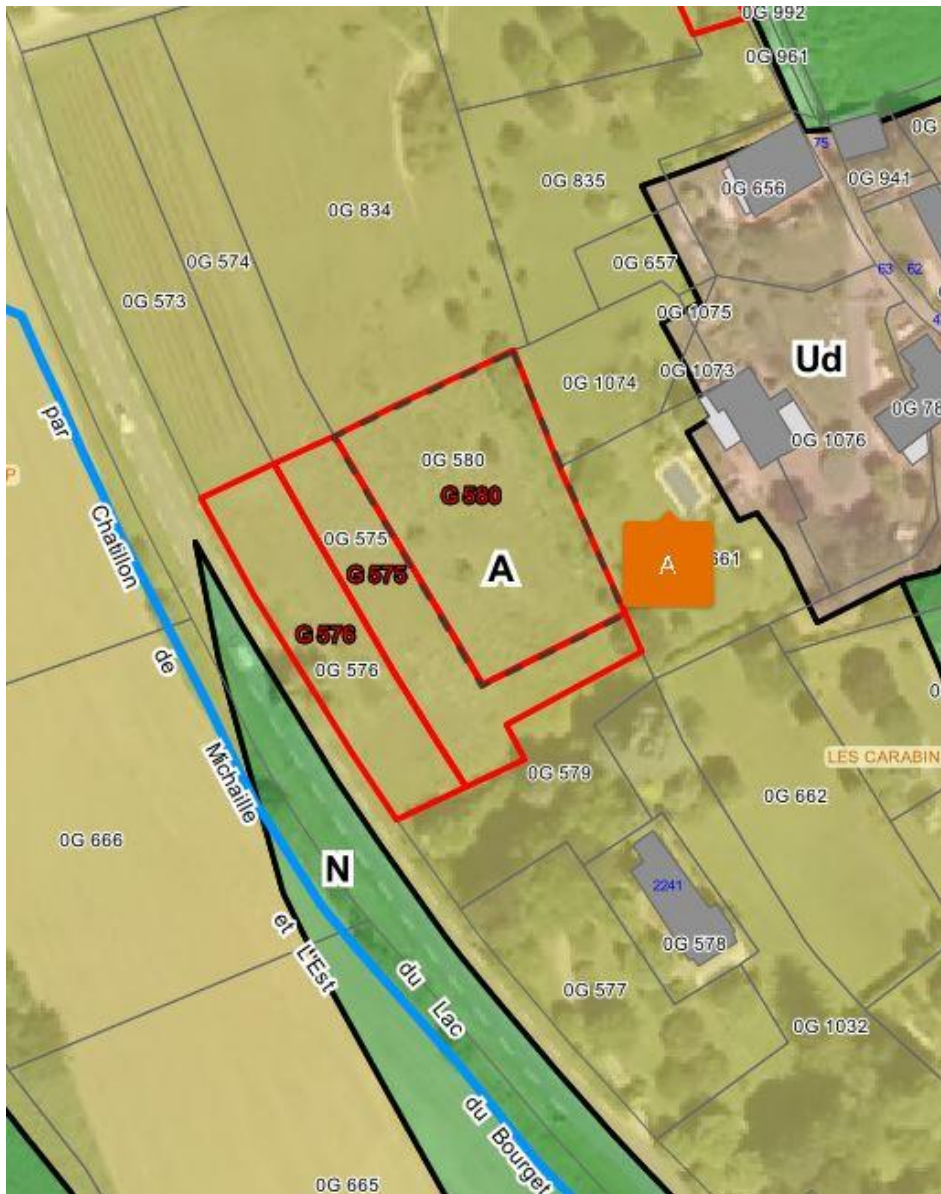 0G 992
0G 961
0G
75
0G 656
0G 941
0G 835
0G 834
0G 657
0G 574
63 62
0G 573
0G 1075
4
Ud
0G 1073
0G 1074
0G 78
par
0G 1076
0G 580
P
G 580
Chatillon
0G 575
A
A
661
G 575
G 576
de
0G 576
0
Michaille
LES CARABIN
0G 579
0G 662
0G 666
N
2241
et L"Est
0G 578
du
0G 577
Lac
0G 1032
du
Bourget
0G 665